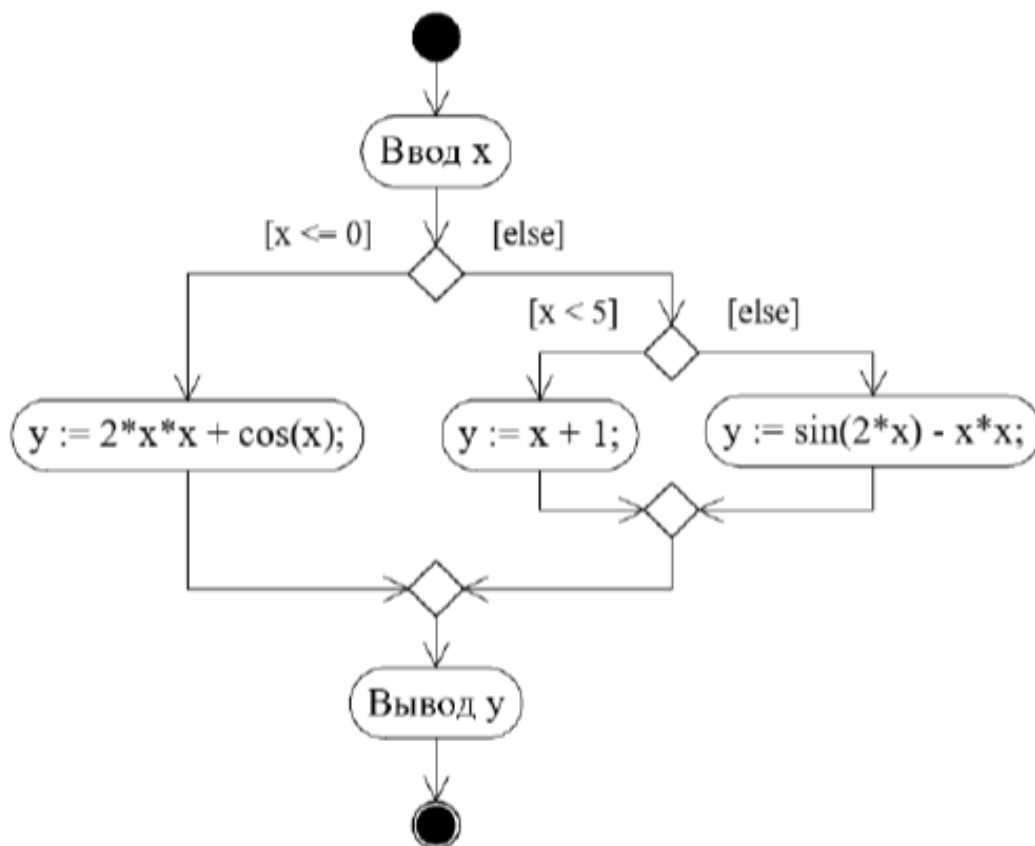 Ввод x
[x <= 0]
[else]
[x < 5]
[else]
y := 2*x*x + cos(x);
y := x + 1;
y := sin(2*x) - x*x;
Вывод y